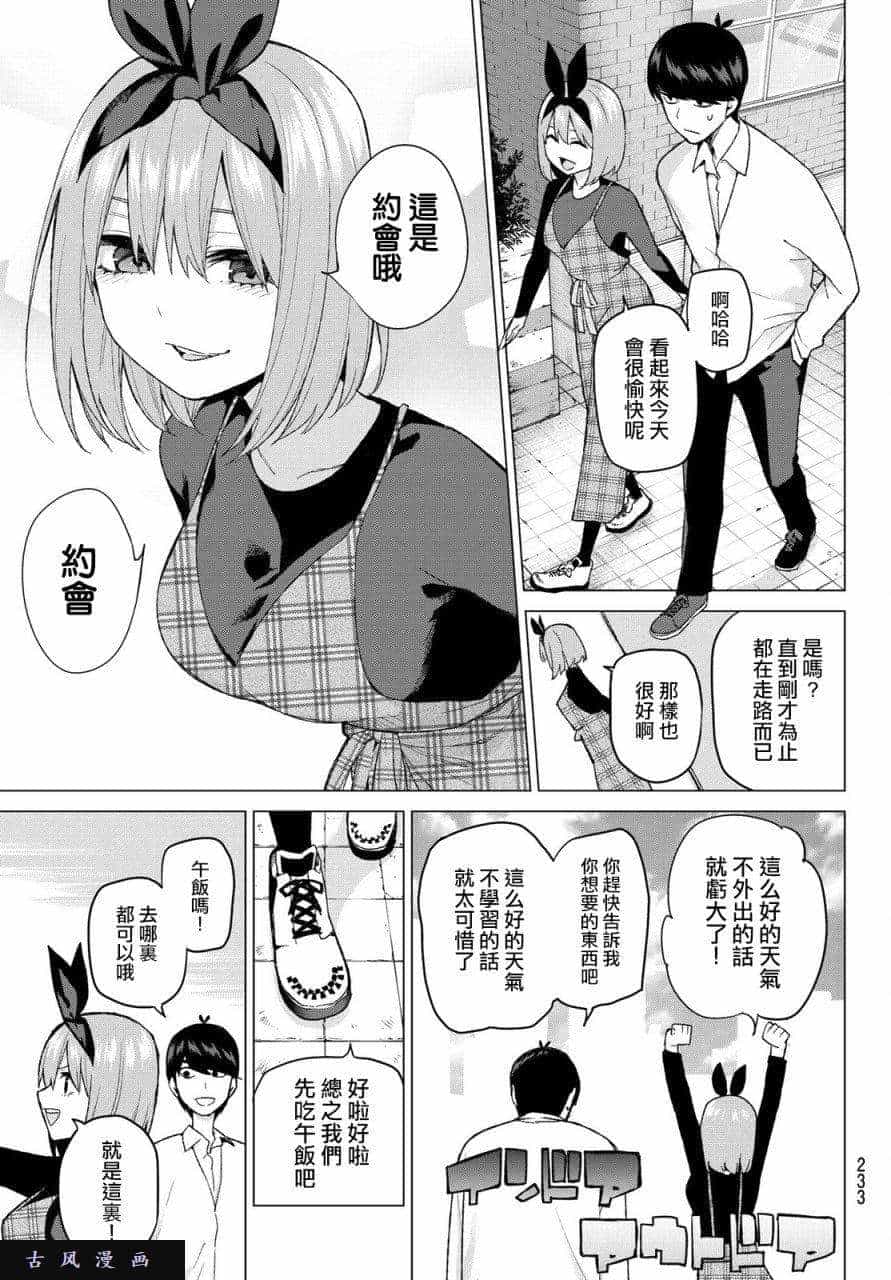 啊哈哈
看起來今天
會很愉快呢
這是
約會哦
約會
是嗎？
直到剛才為止
都在走路而已
那樣也
很好啊
這么好的天氣
不外出的話
就虧大了！
你趕快告訴我
你想要的東西吧
這么好的天氣
不學習的話
就太可惜了
インドア
アウトドア
好啦好啦
總之我們
先吃午飯吧
午飯嗎！
去哪裏
都可以哦
就是這裏！
233
古风漫画